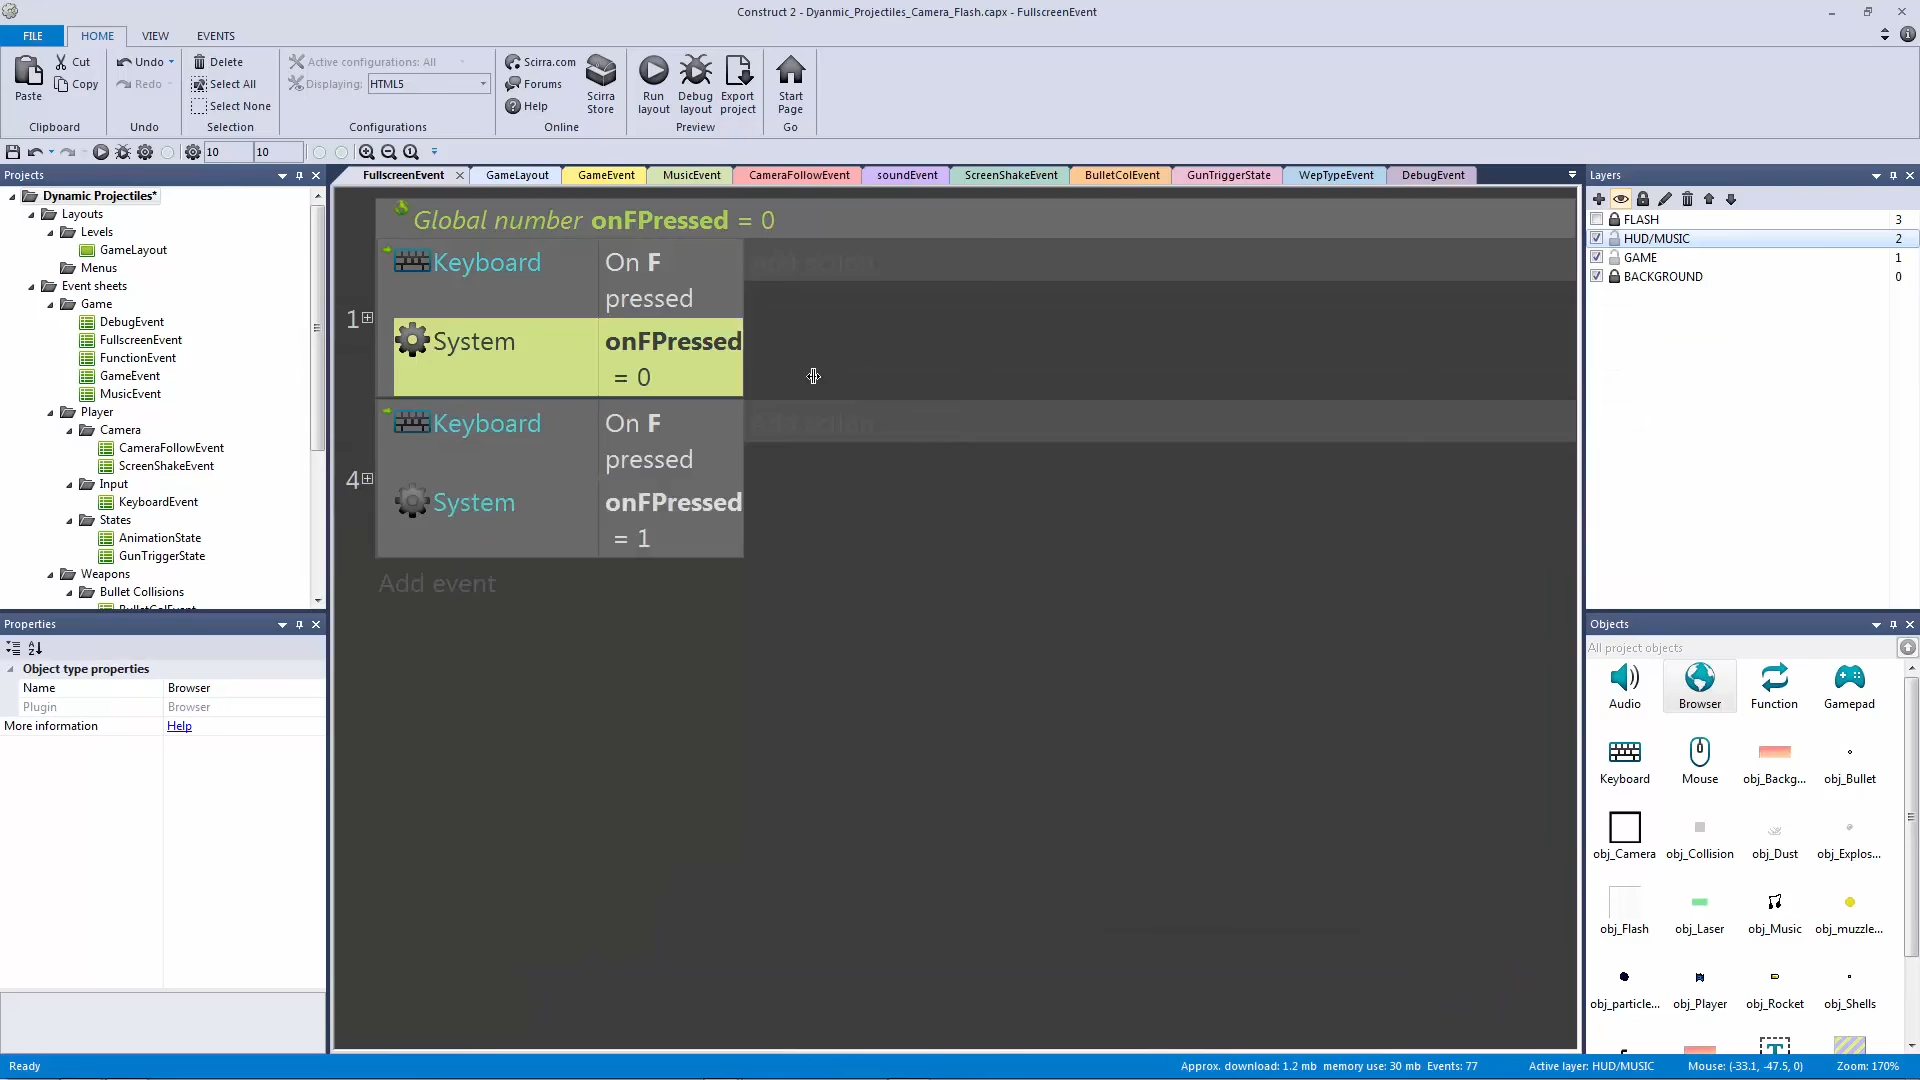 Construct 2 - Dyanmic_Projectiles_Camera_Flash.capx - FullscreenEvent
FILE HOME VIEW EVENTS
Paste
Cut
Copy
Clipboard
Undo
Redo
Undo
Delete
Select All
Select None
Selection
Active configurations: All
Displaying: HTML5
Configurations
Scirra.com
Forums
Help
Scirra Store
Online
Run layout
Debug layout
Export project
Preview
Start Page
Go
10 10
Projects
Dynamic Projectiles*
Layouts
Levels
GameLayout
Menus
Event sheets
Game
DebugEvent
FullscreenEvent
FunctionEvent
GameEvent
MusicEvent
Player
Camera
CameraFollowEvent
ScreenShakeEvent
Input
KeyboardEvent
States
AnimationState
GunTriggerState
Weapons
Bullet Collisions
BulletColEvent
Properties
Object type properties
Name Browser
Plugin Browser
More information Help
FullscreenEvent GameLayout GameEvent MusicEvent CameraFollowEvent soundEvent ScreenShakeEvent BulletColEvent GunTriggerState WepTypeEvent DebugEvent
Global number onFPressed = 0
1
Keyboard On F pressed
Add action
System onFPressed = 0
4
Keyboard On F pressed
Add action
System onFPressed = 1
Add event
Layers
FLASH 3
HUD/MUSIC 2
GAME 1
BACKGROUND 0
Objects
All project objects
Audio Browser Function Gamepad
Keyboard Mouse obj_Backg... obj_Bullet
obj_Camera obj_Collision obj_Dust obj_Explos...
obj_Flash obj_Laser obj_Music obj_muzzle...
obj_particle... obj_Player obj_Rocket obj_Shells
Ready
Approx. download: 1.2 mb memory use: 30 mb Events: 77 Active layer: HUD/MUSIC Mouse: (-33.1, -47.5, 0) Zoom: 170%